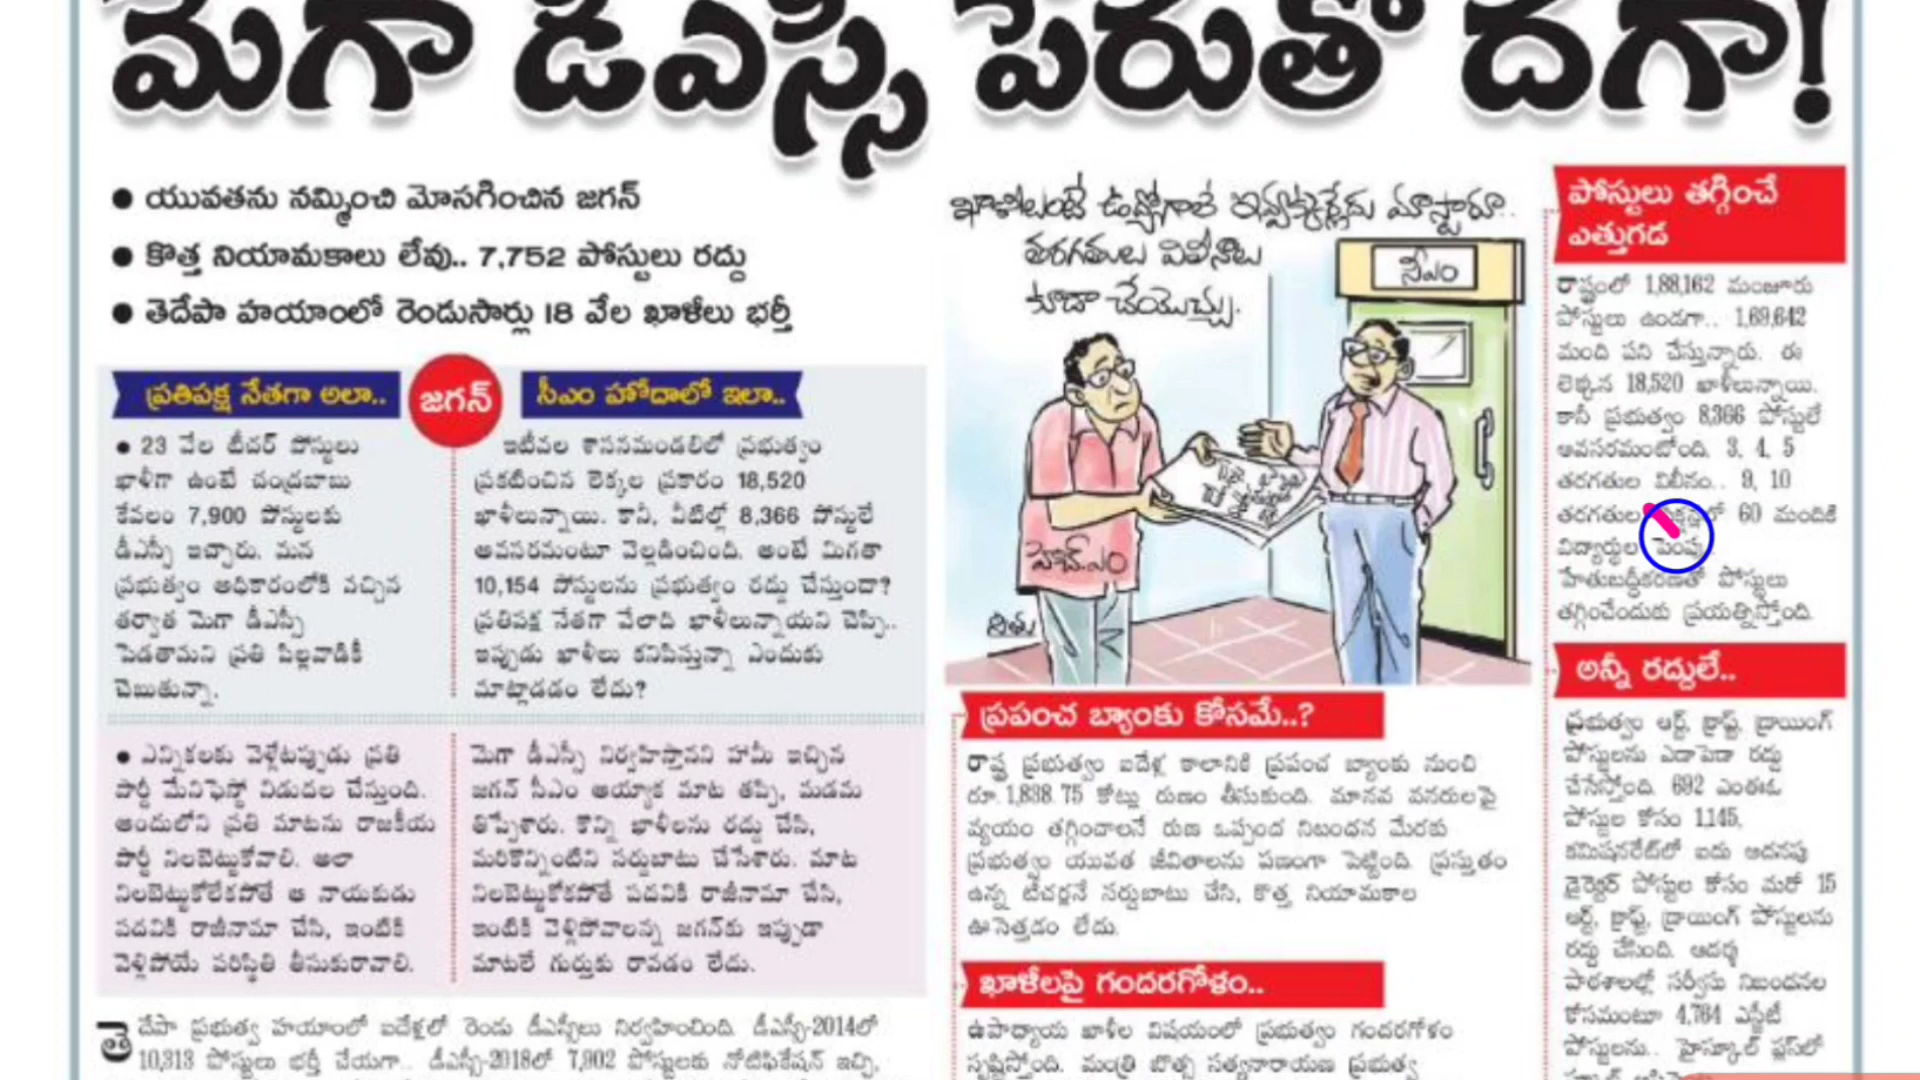 మెగా డీఎస్సీ పేరుతో దగా!
● యువతను నమ్మించి మోసగించిన జగన్
● కొత్త నియామకాలు లేవు.. 7,752 పోస్టులు రద్దు
● తెదేపా హయాంలో రెండుసార్లు 18 వేల ఖాళీలు భర్తీ
ప్రతిపక్ష నేతగా అలా..
జగన్
సీఎం హోదాలో ఇలా..
● 23 వేల టీచర్ పోస్టులు
ఖాళీగా ఉంటే చంద్రబాబు
కేవలం 7,900 పోస్టులకు
డీఎస్సీ ఇచ్చారు. మన
ప్రభుత్వం అధికారంలోకి వచ్చిన
తర్వాత మెగా డీఎస్సీ
పెడతామని ప్రతి పిల్లవాడికీ
చెబుతున్నా.
ఇటీవల శాసనమండలిలో ప్రభుత్వం
ప్రకటించిన లెక్కల ప్రకారం 18,520
ఖాళీలున్నాయి. కానీ, వీటిల్లో 8,366 పోస్టులే
అవసరమంటూ వెల్లడించింది. అంటే మిగతా
10,154 పోస్టులను ప్రభుత్వం రద్దు చేస్తుందా?
ప్రతిపక్ష నేతగా వేలాది ఖాళీలున్నాయని చెప్పి..
ఇప్పుడు ఖాళీలు కనిపిస్తున్నా ఎందుకు
మాట్లాడడం లేదు?
● ఎన్నికలకు వెళ్లేటప్పుడు ప్రతి
పార్టీ మేనిఫెస్టో విడుదల చేస్తుంది.
అందులోని ప్రతి మాటను రాజకీయ
పార్టీ నిలబెట్టుకోవాలి. అలా
నిలబెట్టుకోలేకపోతే ఆ నాయకుడు
పదవికి రాజీనామా చేసి, ఇంటికి
వెళ్లిపోయే పరిస్థితి తీసుకురావాలి.
మెగా డీఎస్సీ నిర్వహిస్తానని హామీ ఇచ్చిన
జగన్ సీఎం అయ్యాక మాట తప్పి, మడమ
తిప్పేశారు. కొన్ని ఖాళీలను రద్దు చేసి,
మరికొన్నింటిని సర్దుబాటు చేసేశారు. మాట
నిలబెట్టుకోకపోతే పదవికి రాజీనామా చేసి,
ఇంటికి వెళ్లిపోవాలన్న జగన్‌కు ఇప్పుడా
మాటలే గుర్తుకు రావడం లేదు.
తెదేపా ప్రభుత్వ హయాంలో ఐదేళ్లలో రెండు డీఎస్సీలు నిర్వహించింది. డీఎస్సీ-2014లో
10,313 పోస్టులు భర్తీ చేయగా.. డీఎస్సీ-2018లో 7,902 పోస్టులకు నోటిఫికేషన్ ఇచ్చి,
ఖాళీలుంటే ఉద్యోగాలే ఇవ్వక్కర్లేదు మాస్టారూ..
తరగతుల విలీనాలు
కూడా చేయొచ్చు.
సీఎం
హెచ్.ఎం
ప్రపంచ బ్యాంకు కోసమే..?
రాష్ట్ర ప్రభుత్వం ఐదేళ్ల కాలానికి ప్రపంచ బ్యాంకు నుంచి
రూ.1,838.75 కోట్లు రుణం తీసుకుంది. మానవ వనరులపై
వ్యయం తగ్గించాలనే రుణ ఒప్పంద నిబంధన మేరకు
ప్రభుత్వం యువత జీవితాలను పణంగా పెట్టింది. ప్రస్తుతం
ఉన్న టీచర్లనే సర్దుబాటు చేసి, కొత్త నియామకాల
ఊసెత్తడం లేదు.
ఖాళీలపై గందరగోళం..
ఉపాధ్యాయ ఖాళీల విషయంలో ప్రభుత్వం గందరగోళం
సృష్టిస్తోంది. మంత్రి బొత్స సత్యనారాయణ ప్రభుత్వ
పోస్టులు తగ్గించే
ఎత్తుగడ
రాష్ట్రంలో 1,88,162 మంజూరు
పోస్టులు ఉండగా.. 1,69,642
మంది పని చేస్తున్నారు. ఈ
లెక్కన 18,520 ఖాళీలున్నాయి.
కానీ ప్రభుత్వం 8,366 పోస్టులే
అవసరమంటోంది. 3, 4, 5
తరగతుల విలీనం.. 9, 10
తరగతుల 60 మందికి
విద్యార్థుల పెంపు
హేతుబద్ధీకరణతో పోస్టులు
తగ్గించేందుకు ప్రయత్నిస్తోంది.
అన్నీ రద్దులే..
ప్రభుత్వం ఆర్ట్, క్రాఫ్ట్, డ్రాయింగ్
పోస్టులను ఎడాపెడా రద్దు
చేసేస్తోంది. 692 ఎంఈఓ
పోస్టుల కోసం 1,145,
కమిషనరేట్‌లో ఐదు అదనపు
డైరెక్టర్ పోస్టుల కోసం మరో 15
ఆర్ట్, క్రాఫ్ట్, డ్రాయింగ్ పోస్టులను
రద్దు చేసింది. ఆదర్శ
పాఠశాలల్లో సర్వీసు నిబంధనల
కోసమంటూ 4,764 ఎస్జీటీ
పోస్టులను.. హైస్కూల్ ప్లస్‌లో